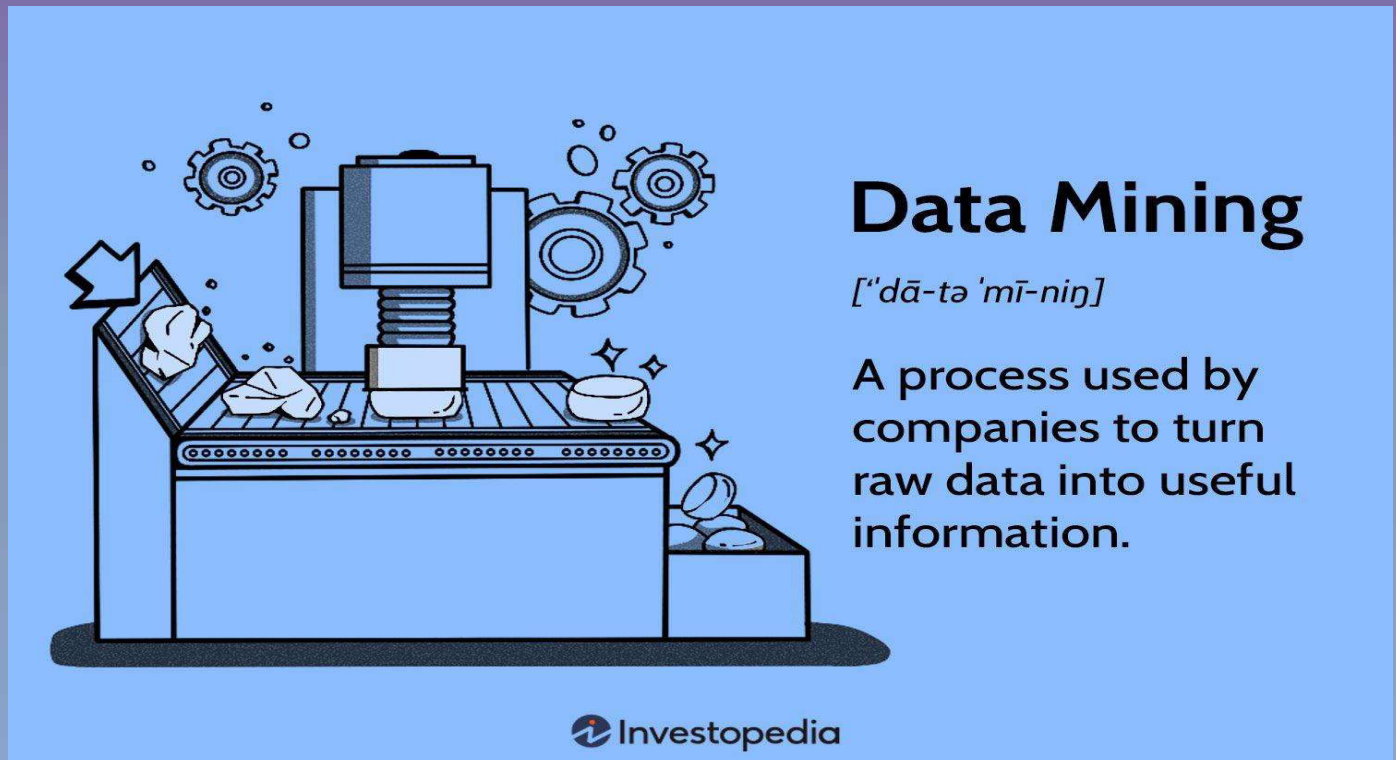 Data Mining
[“ˈdā-tə ˈmī-niŋ]
A process used by
companies to turn
raw data into useful
information.
Investopedia